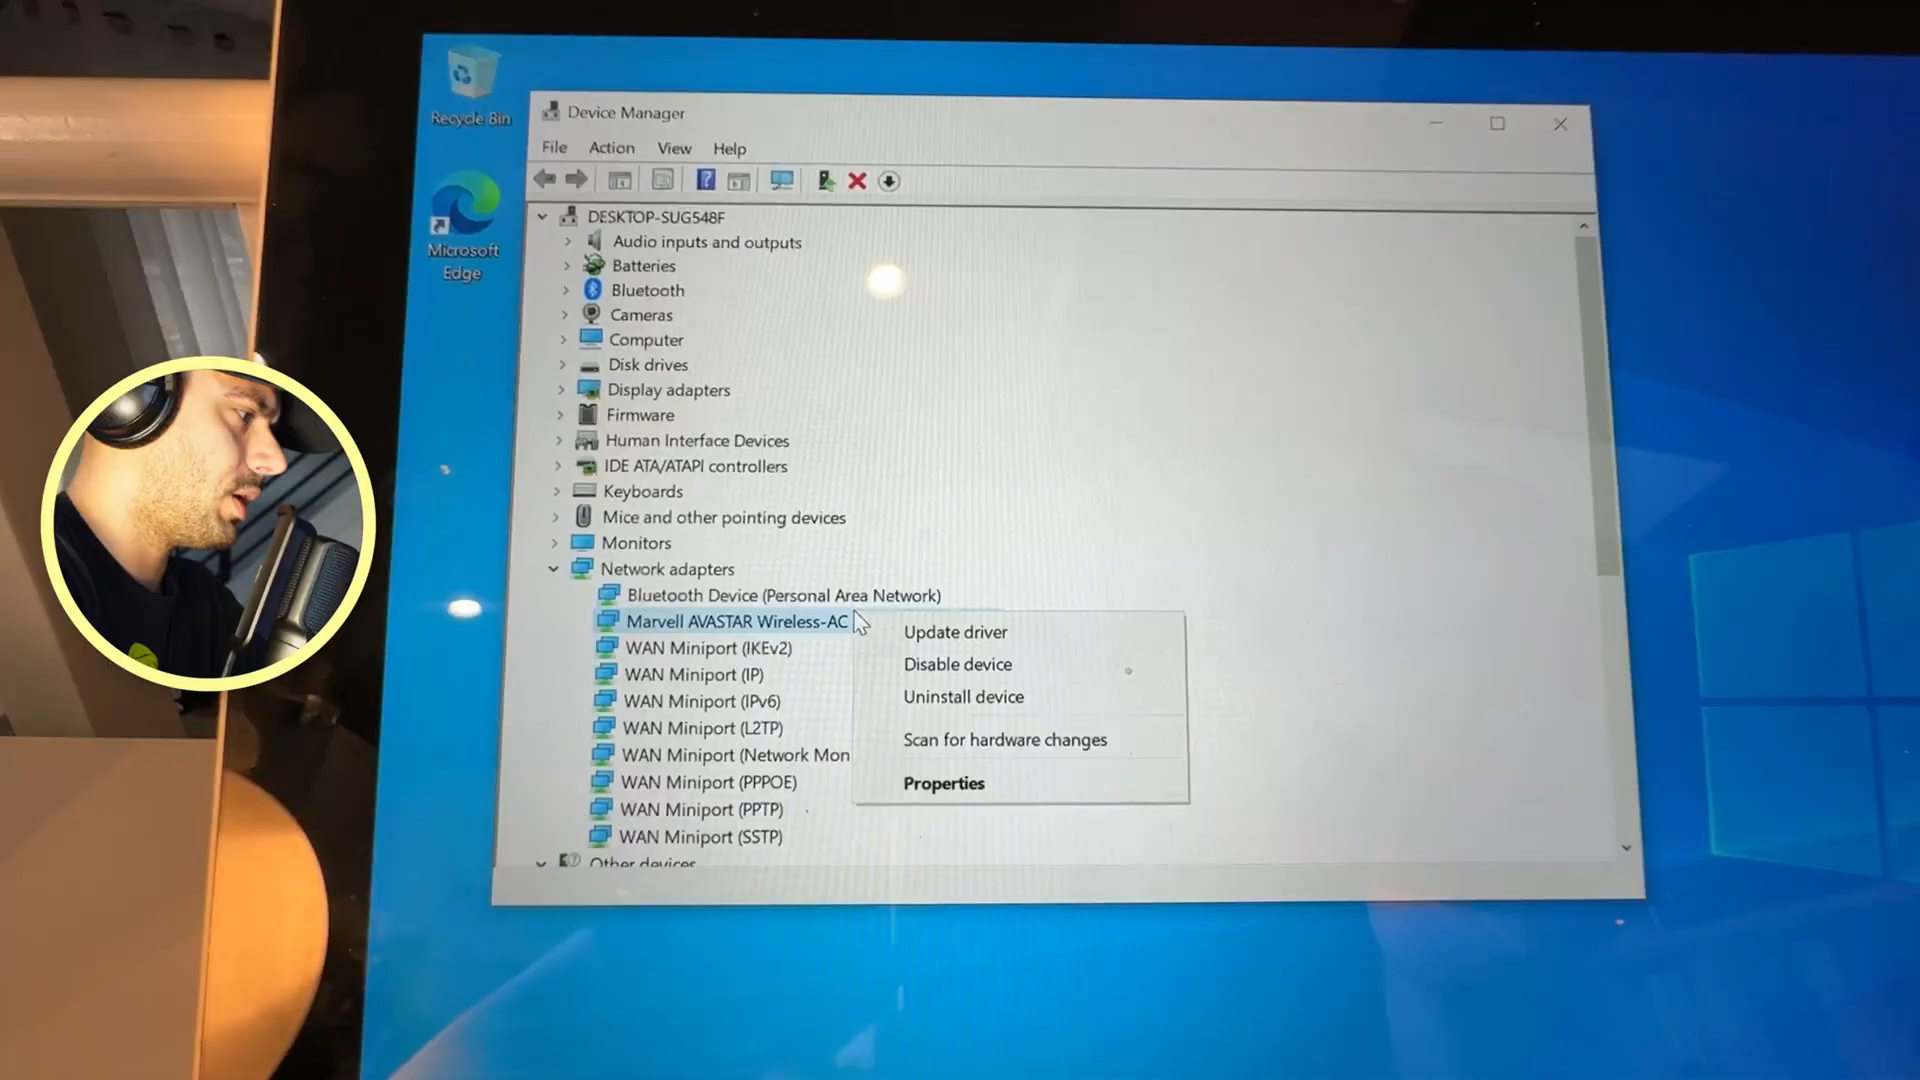 Recycle Bin
Microsoft
Edge
Device Manager
File Action View Help
DESKTOP-SUG548F
Audio inputs and outputs
Batteries
Bluetooth
Cameras
Computer
Disk drives
Display adapters
Firmware
Human Interface Devices
IDE ATA/ATAPI controllers
Keyboards
Mice and other pointing devices
Monitors
Network adapters
Bluetooth Device (Personal Area Network)
Marvell AVASTAR Wireless-AC
WAN Miniport (IKEv2)
WAN Miniport (IP)
WAN Miniport (IPv6)
WAN Miniport (L2TP)
WAN Miniport (Network Mon
WAN Miniport (PPPOE)
WAN Miniport (PPTP)
WAN Miniport (SSTP)
Other devices
Update driver
Disable device
Uninstall device
Scan for hardware changes
Properties